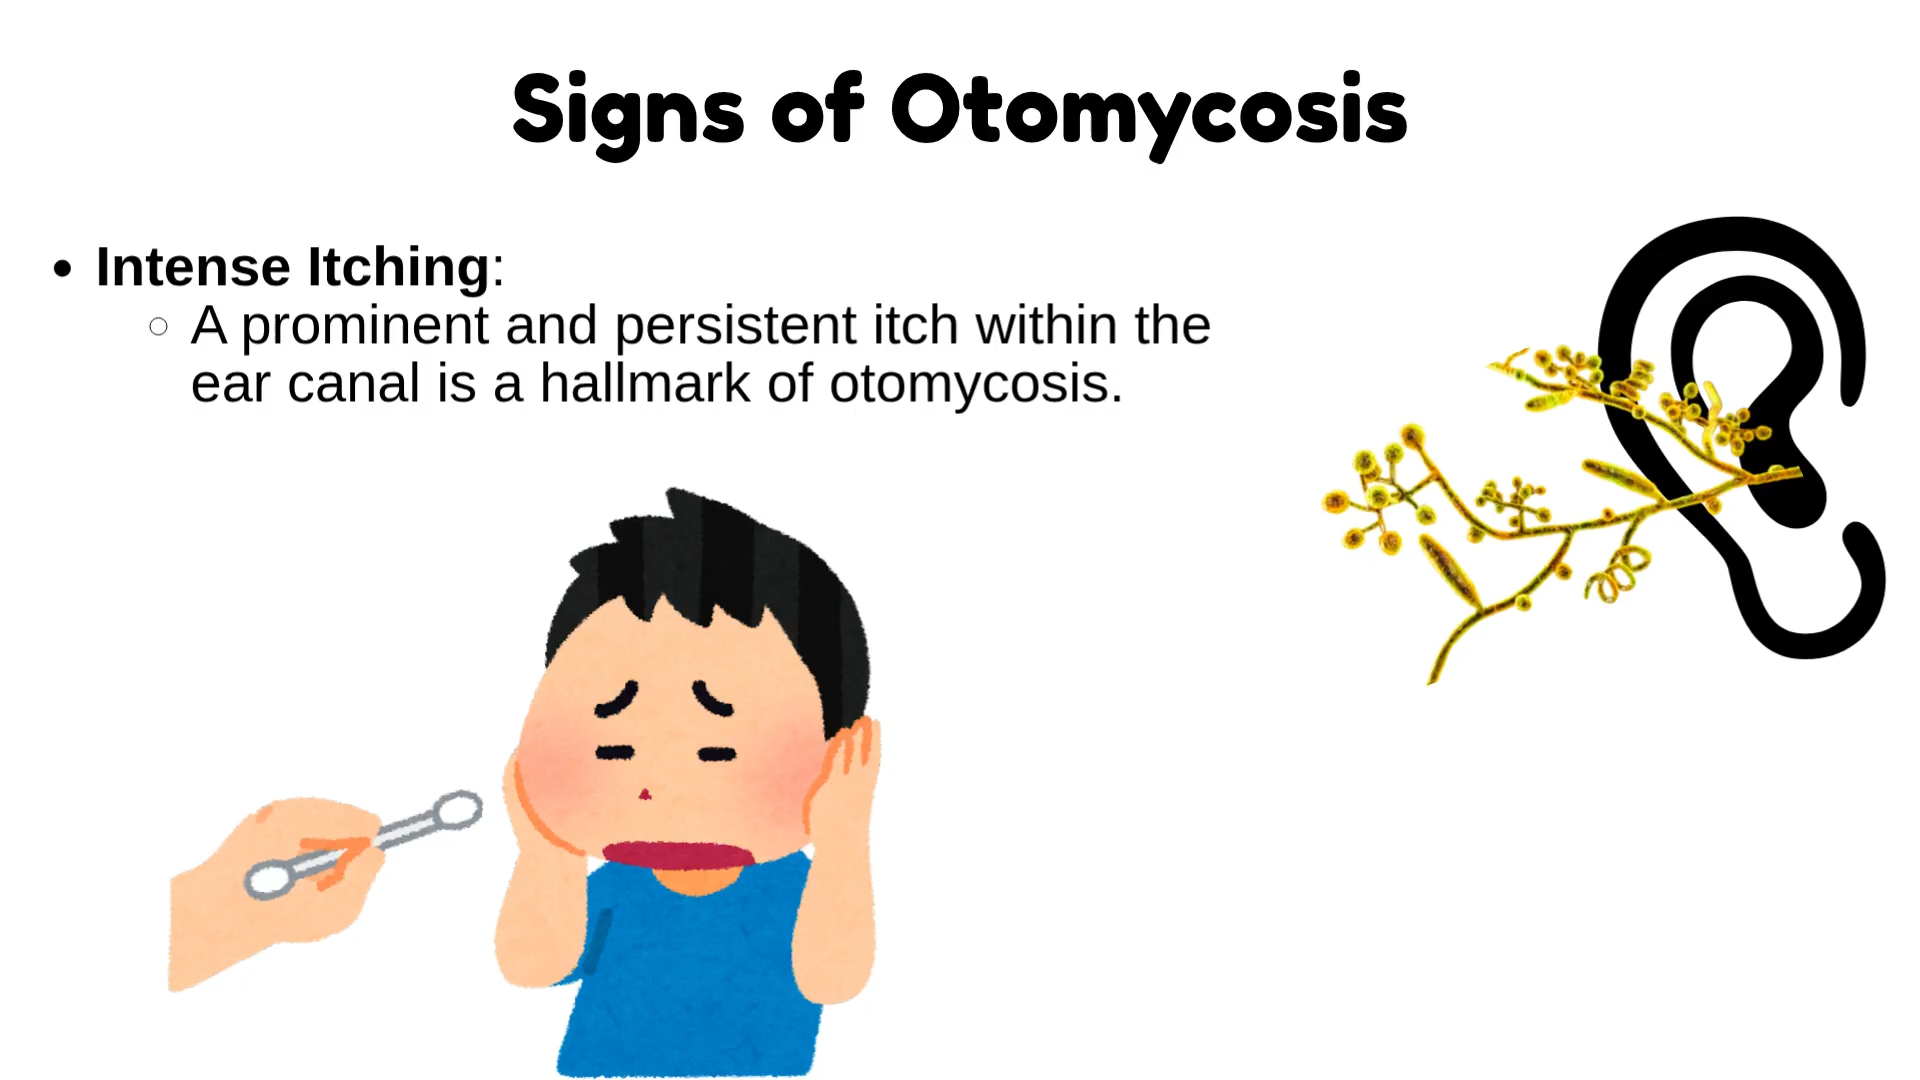 Signs of Otomycosis
• Intense Itching:
○ A prominent and persistent itch within the
ear canal is a hallmark of otomycosis.